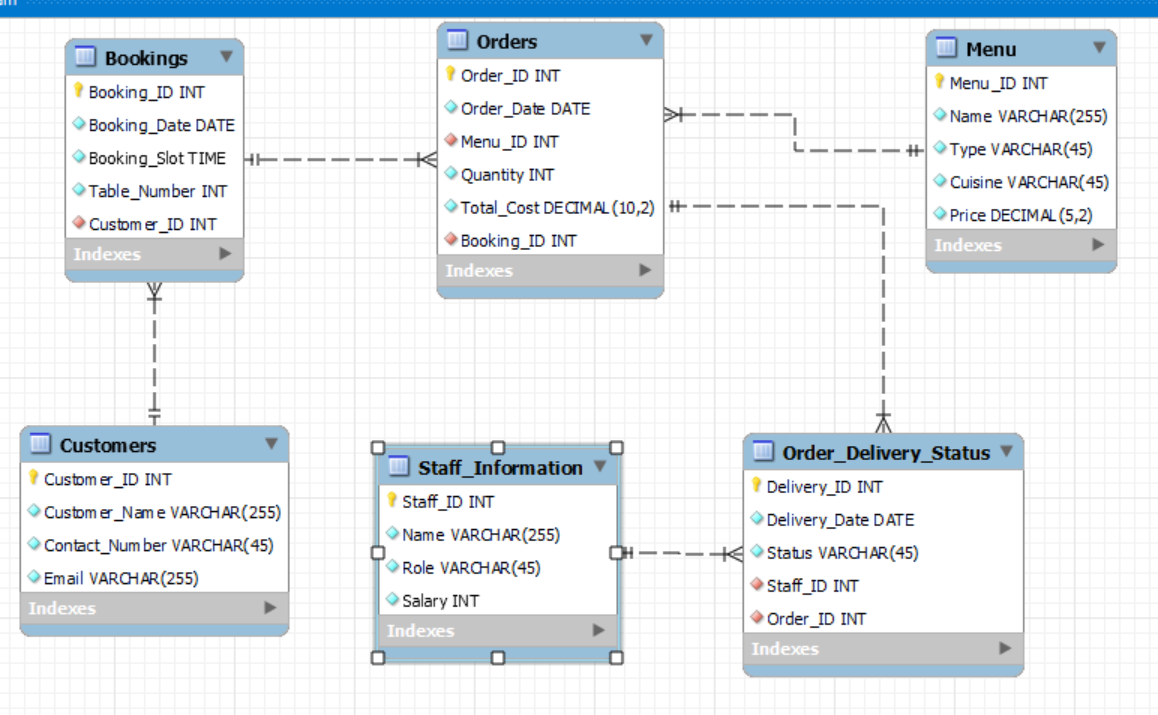 Bookings
Booking_ID INT
Booking_Date DATE
Booking_Slot TIME
Table_Number INT
Customer_ID INT
Indexes
Orders
Order_ID INT
Order_Date DATE
Menu_ID INT
Quantity INT
Total_Cost DECIMAL(10,2)
Booking_ID INT
Indexes
Menu
Menu_ID INT
Name VARCHAR(255)
Type VARCHAR(45)
Cuisine VARCHAR(45)
Price DECIMAL(5,2)
Indexes
Customers
Customer_ID INT
Customer_Name VARCHAR(255)
Contact_Number VARCHAR(45)
Email VARCHAR(255)
Indexes
Staff_Information
Staff_ID INT
Name VARCHAR(255)
Role VARCHAR(45)
Salary INT
Indexes
Order_Delivery_Status
Delivery_ID INT
Delivery_Date DATE
Status VARCHAR(45)
Staff_ID INT
Order_ID INT
Indexes